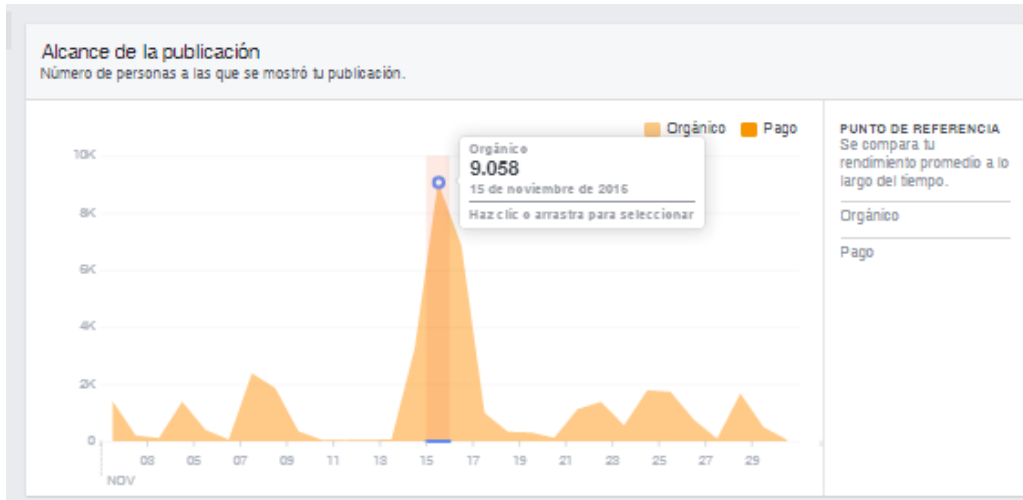 Alcance de la publicación
Número de personas a las que se mostró tu publicación.
Orgánico Pago
Orgánico
9.058
15 de noviembre de 2015
Haz clic o arrastra para seleccionar
10K
8K
6K
4K
2K
0
03 05 07 09 11 13 15 17 19 21 23 25 27 29
NOV
PUNTO DE REFERENCIA
Se compara tu
rendimiento promedio a lo
largo del tiempo.
Orgánico
Pago